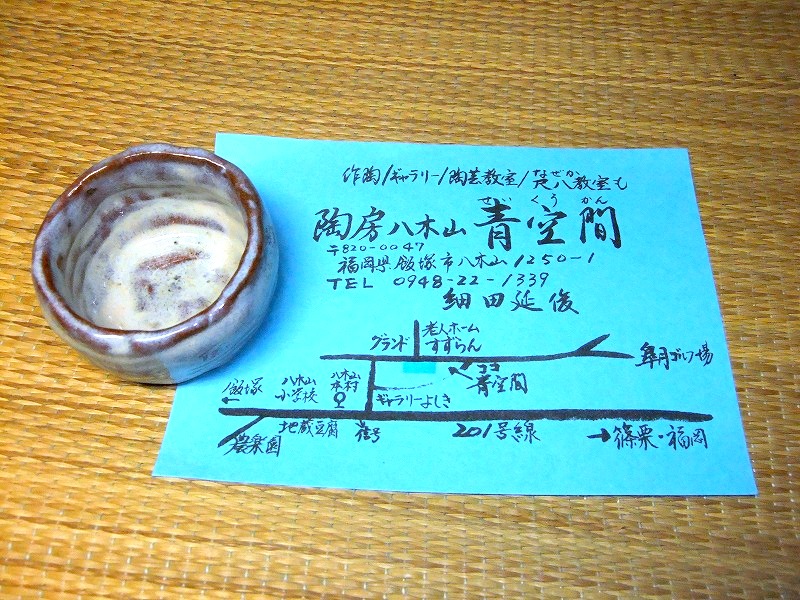 作陶/ギャラリー/陶芸教室/尺八教室も
なぜか
せいくうかん
陶房八木山 青空間
〒820-0047
福岡県飯塚市八木山1250-1
TEL 0948-22-1339
細田延俊
老人ホーム
すずらん
グランド
皐月ゴルフ場
ココ
青空間
飯塚
八木山
小学校
八木山
本村
ギャラリーよしき
201号線
農楽園
地蔵豆腐
信号
篠栗・福岡